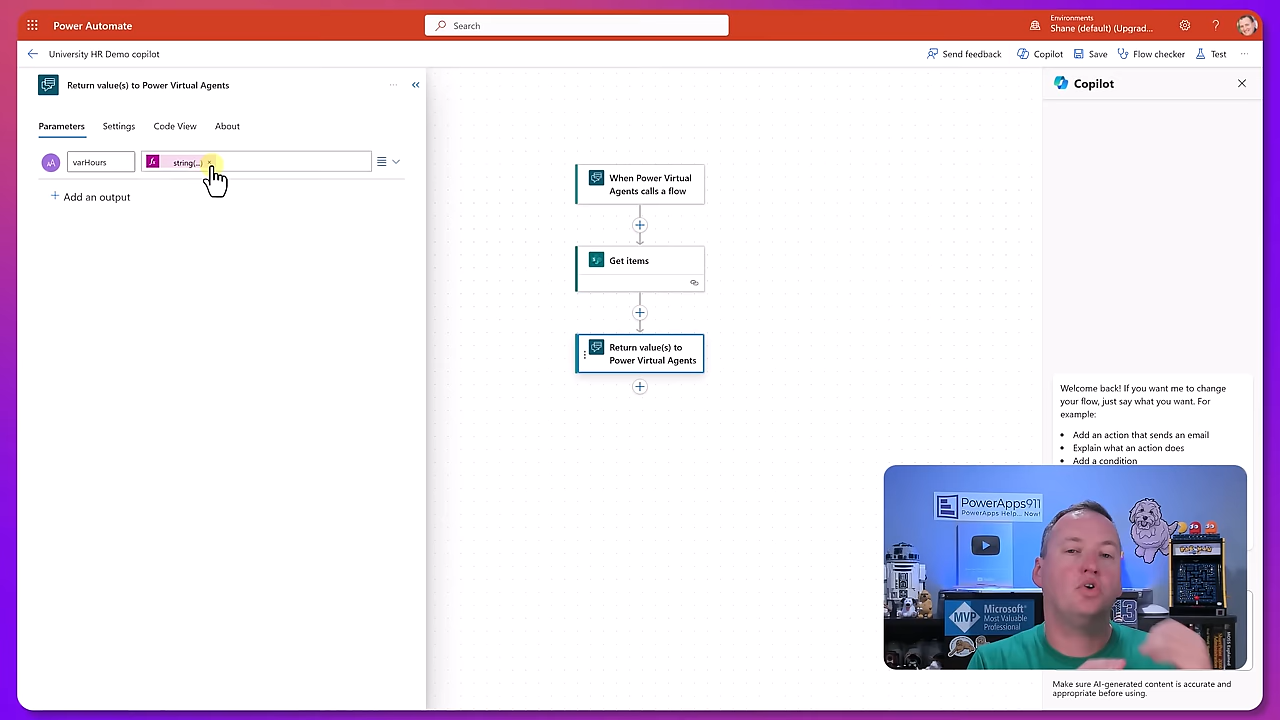 Power Automate
Search
Environments
Shane (default) (Upgrad...
?
University HR Demo copilot
Send feedback
Copilot
Save
Flow checker
Test
...
Return value(s) to Power Virtual Agents
Copilot
Parameters
Settings
Code View
About
varHours
fx
string(...)
Add an output
When Power Virtual
Agents calls a flow
Get items
Return value(s) to
Power Virtual Agents
Welcome back! If you want me to change
your flow, just say what you want. For
example:
• Add an action that sends an email
• Explain what an action does
• Add a condition
PowerApps911
PowerApps Help... Now!
MVP
Microsoft
Most Valuable
Professional
Make sure AI-generated content is accurate and
appropriate before using.